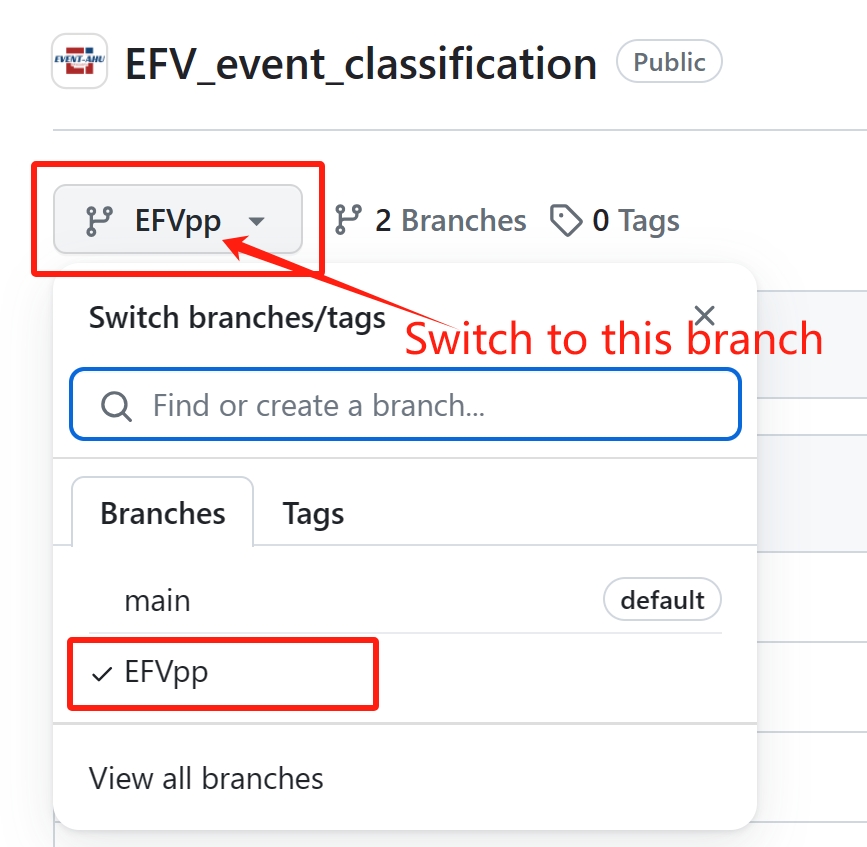 EVENT-AHU
EFV_event_classification Public
EFVpp 2 Branches 0 Tags
Switch branches/tags
Switch to this branch
Find or create a branch...
Branches Tags
main default
EFVpp
View all branches